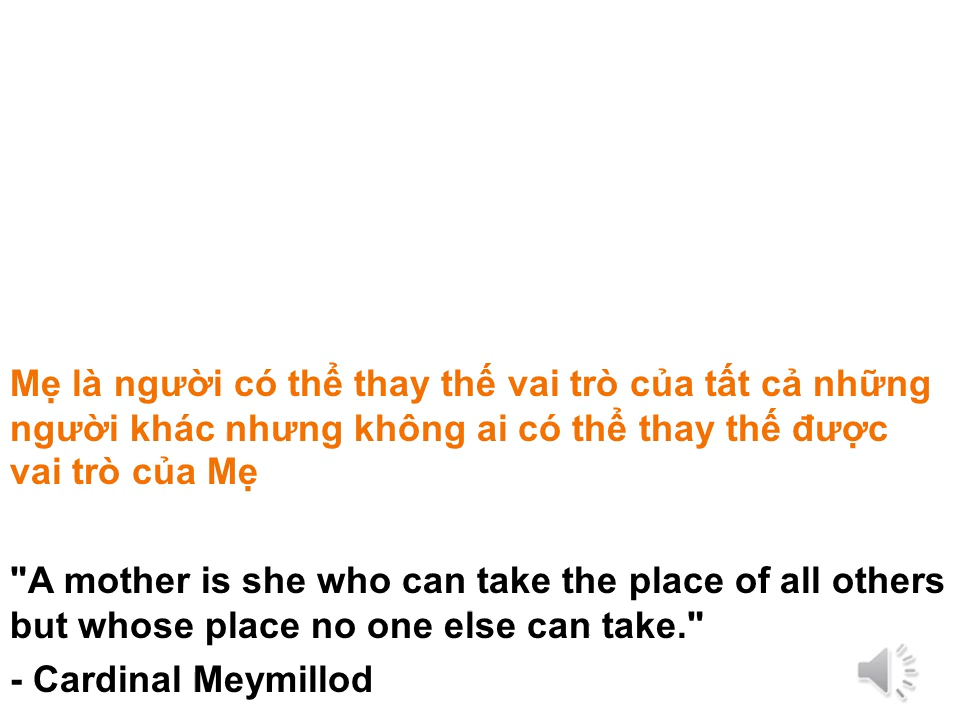 Mẹ là người có thể thay thế vai trò của tất cả những
người khác nhưng không ai có thể thay thế được
vai trò của Mẹ
"A mother is she who can take the place of all others
but whose place no one else can take."
- Cardinal Meymillod